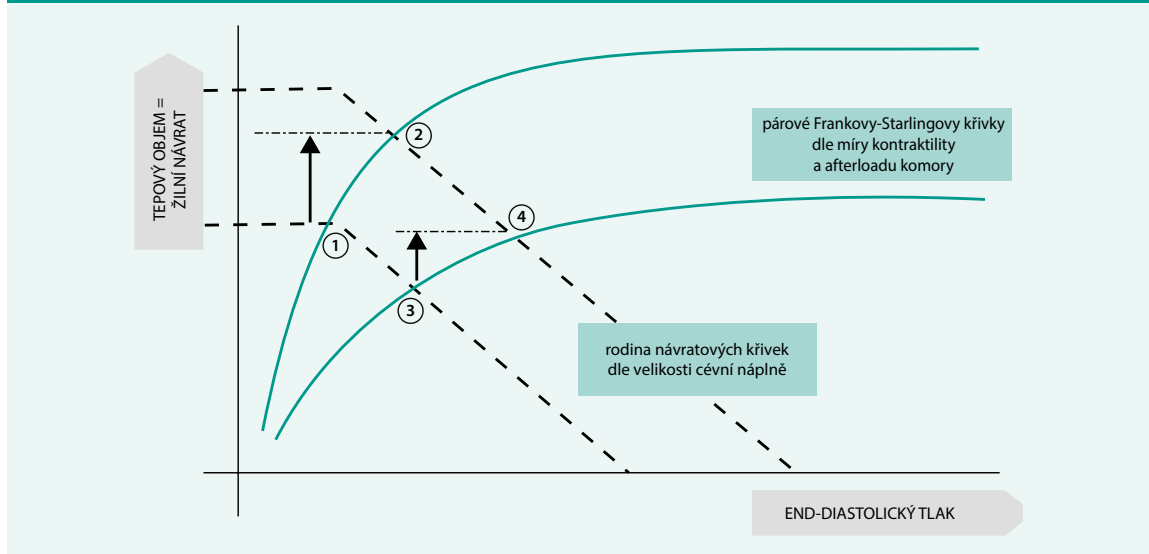 TEPOVÝ OBJEM =
ŽILNÍ NÁVRAT
párové Frankovy-Starlingovy křivky
dle míry kontraktility
a afterloadu komory
2
4
1
3
rodina návratových křivek
dle velikosti cévní náplně
END-DIASTOLICKÝ TLAK